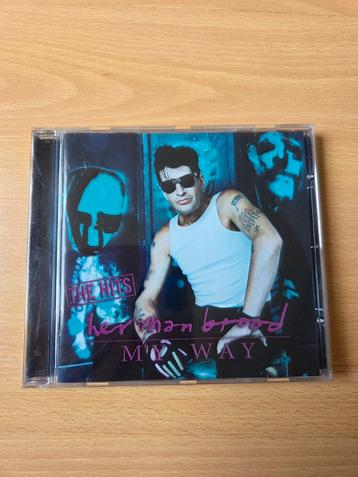 THE HITS
herman brood
MY WAY